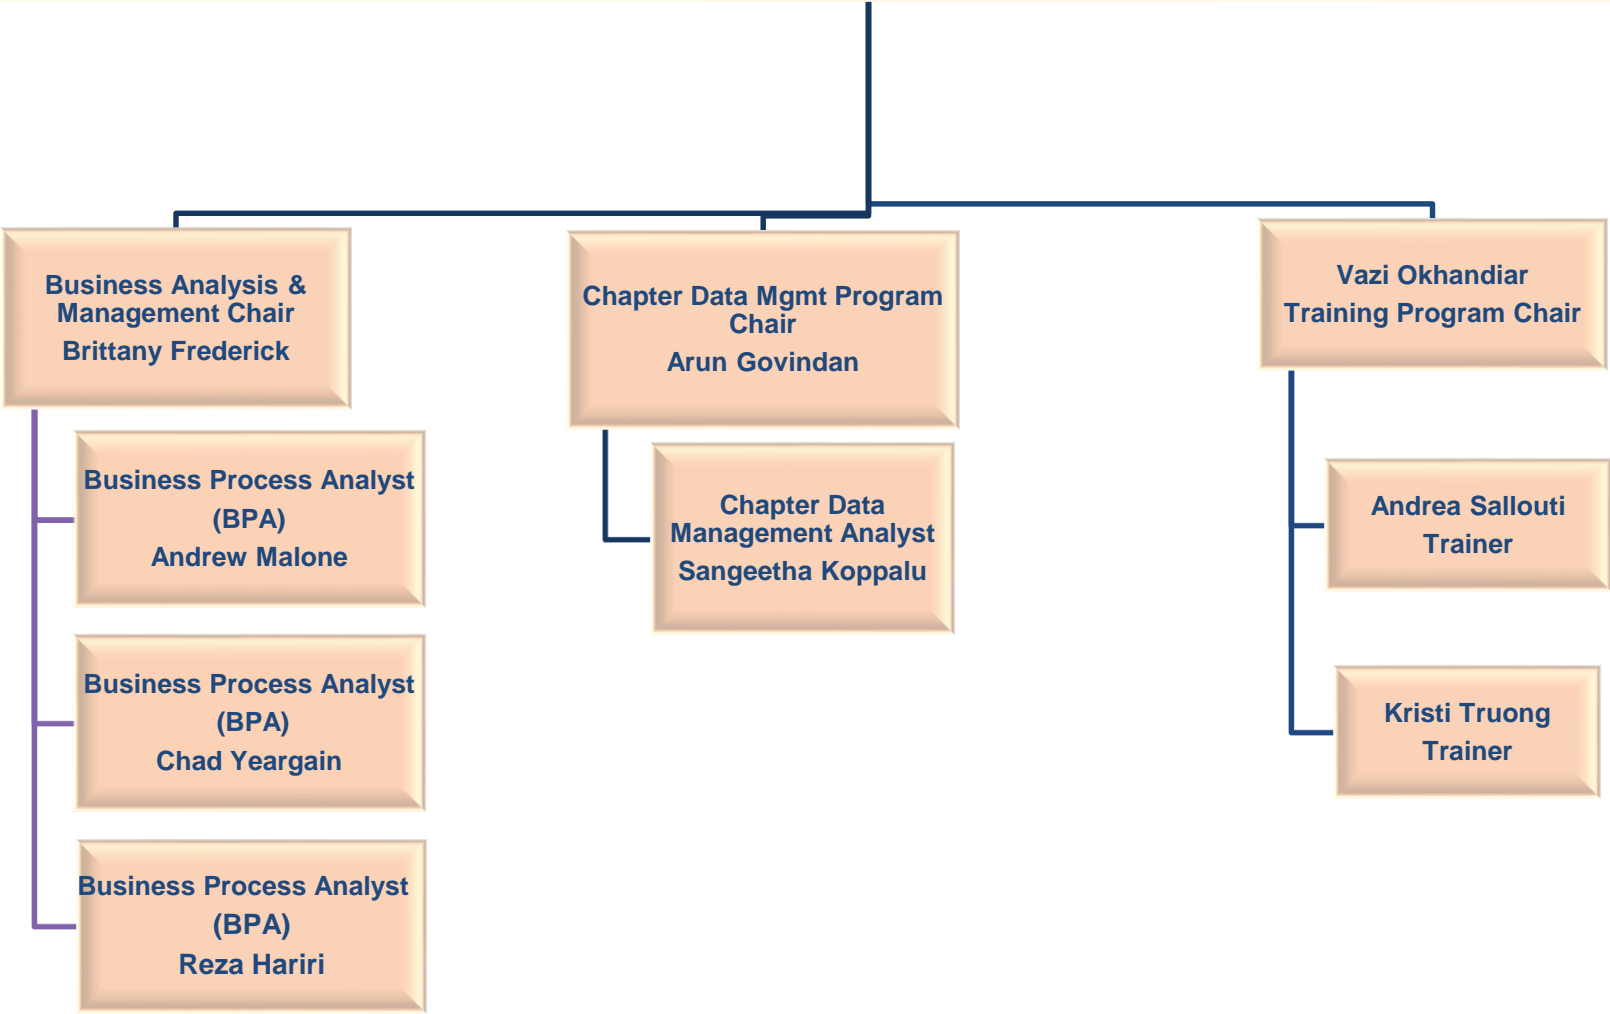 Business Analysis &
Management Chair
Brittany Frederick
Business Process Analyst
(BPA)
Andrew Malone
Business Process Analyst
(BPA)
Chad Yeargain
Business Process Analyst
(BPA)
Reza Hariri
Chapter Data Mgmt Program
Chair
Arun Govindan
Chapter Data
Management Analyst
Sangeetha Koppalu
Vazi Okhandiar
Training Program Chair
Andrea Sallouti
Trainer
Kristi Truong
Trainer